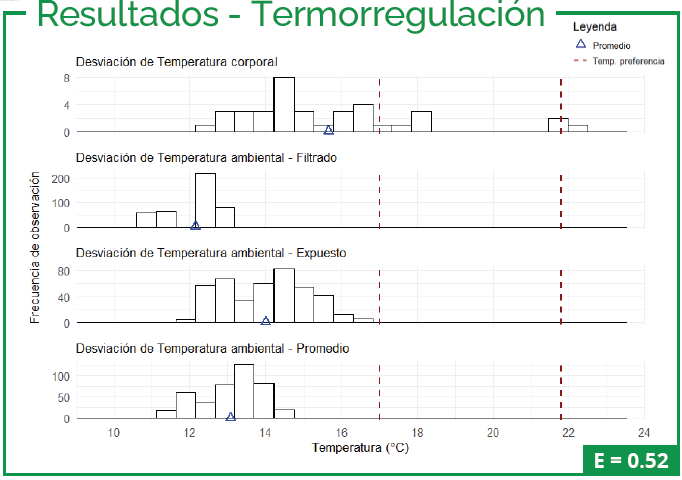 Resultados - Termorregulación
Leyenda
Promedio
Temp. preferencia
Desviación de Temperatura corporal
8
4
0
Desviación de Temperatura ambiental - Filtrado
200
100
0
Frecuencia de observación
Desviación de Temperatura ambiental - Expuesto
80
40
0
Desviación de Temperatura ambiental - Promedio
100
50
0
10 12 14 16 18 20 22 24
Temperatura (°C)
E = 0.52